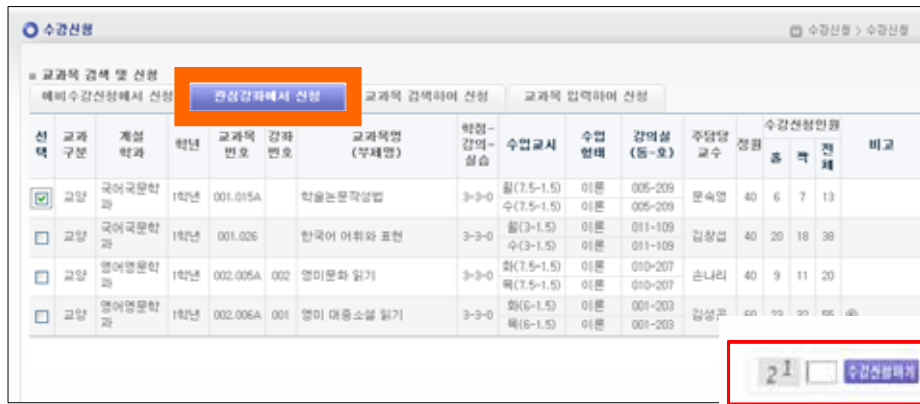 수강신청
수강신청 > 수강신청
교과목 검색 및 신청
예비수강신청에서 신청 관심강좌에서 신청 교과목 검색하여 신청 교과목 입력하여 신청
선택 교과구분 개설학과 학년 교과목번호 강좌번호 교과목명(부제명) 학점-강의-실습 수업교시 수업형태 강의실(동-호) 주담당교수 정원 수강신청인원 홀 짝 전체 비고
교양 국어국문학과 1학년 001.015A 학술논문작성법 3-3-0 월(7.5-1.5) 이론 005-209 문숙영 40 6 7 13
수(7.5-1.5) 이론 005-209
교양 국어국문학과 1학년 001.026 한국어 어휘와 표현 3-3-0 월(3-1.5) 이론 011-109 김창섭 40 20 18 38
수(3-1.5) 이론 011-109
교양 영어영문학과 1학년 002.005A 002 영미문화 읽기 3-3-0 화(7.5-1.5) 이론 010-207 손나리 40 9 11 20
목(7.5-1.5) 이론 010-207
교양 영어영문학과 1학년 002.006A 001 영미 대중소설 읽기 3-3-0 화(6-1.5) 이론 001-203 김성곤 60 23 32 55
목(6-1.5) 이론 001-203
21 수강신청하기